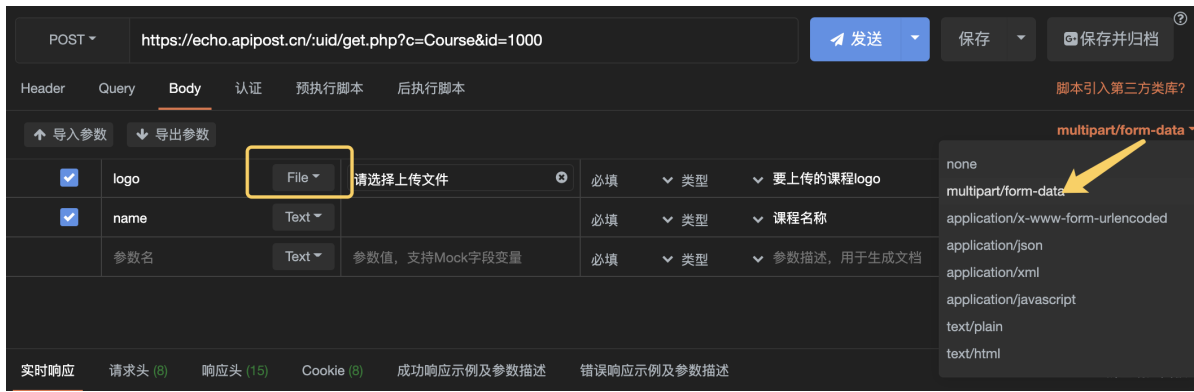 POST https://echo.apipost.cn/:uid/get.php?c=Course&id=1000 发送 保存 保存并归档
Header Query Body 认证 预执行脚本 后执行脚本 脚本引入第三方类库?
导入参数 导出参数 multipart/form-data
logo File 请选择上传文件 必填 类型 要上传的课程logo
name Text 必填 类型 课程名称
参数名 Text 参数值，支持Mock字段变量 必填 类型 参数描述，用于生成文档
none
multipart/form-data
application/x-www-form-urlencoded
application/json
application/xml
application/javascript
text/plain
text/html
实时响应 请求头 (8) 响应头 (15) Cookie (8) 成功响应示例及参数描述 错误响应示例及参数描述